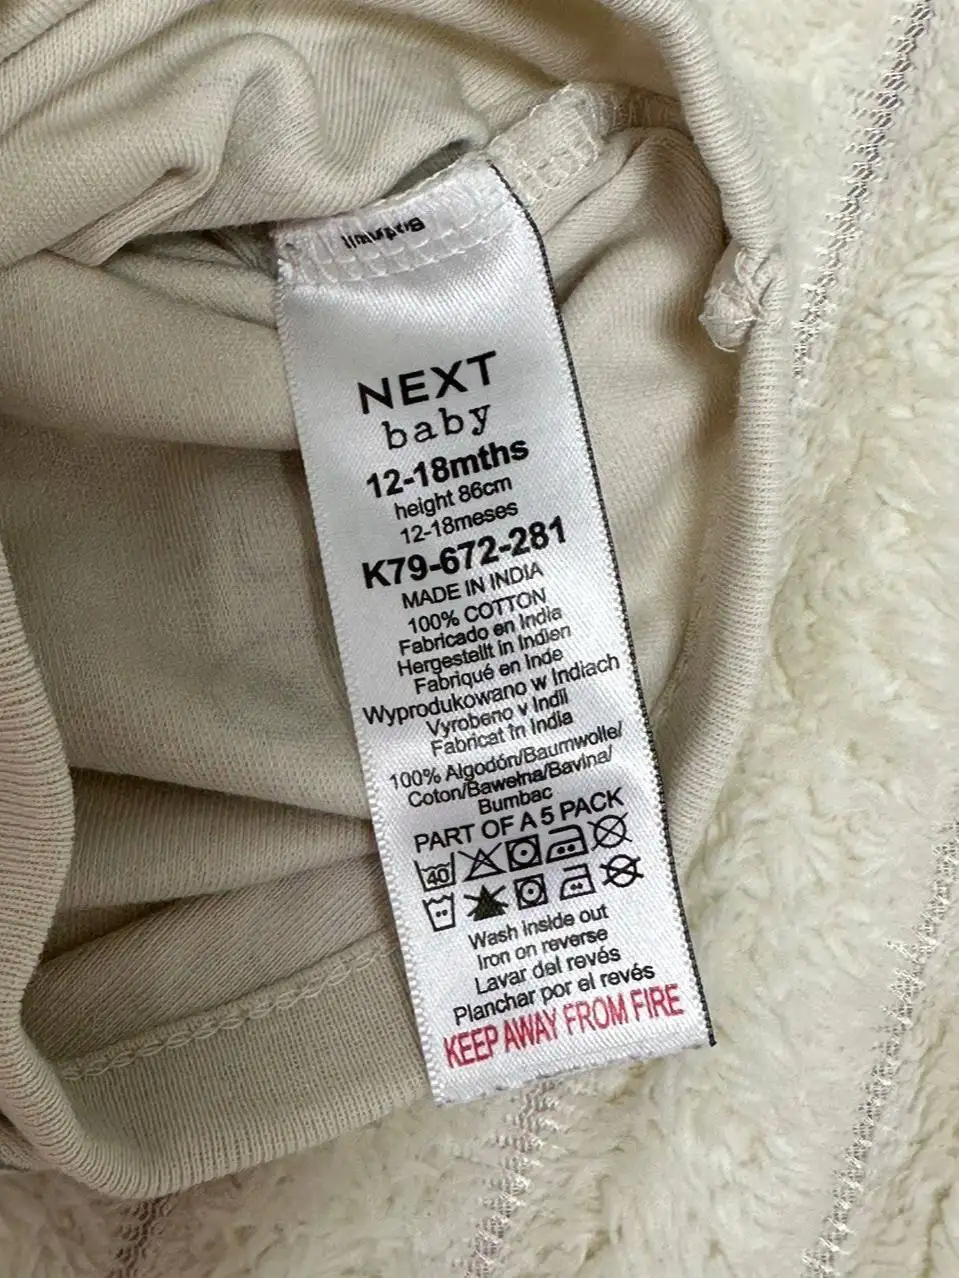 NEXT
baby
12-18mths
height 86cm
12-18meses
K79-672-281
MADE IN INDIA
100% COTTON
Fabricado en India
Hergestellt in Indien
Fabriqué en Inde
Wyprodukowano w Indiach
Vyrobeno v Indii
Fabricat în India
100% Algodón/Baumwolle/
Coton/Bawełna/Bavlna/
Bumbac
PART OF A 5 PACK
40
Wash inside out
Iron on reverse
Lavar del revés
Planchar por el revés
KEEP AWAY FROM FIRE